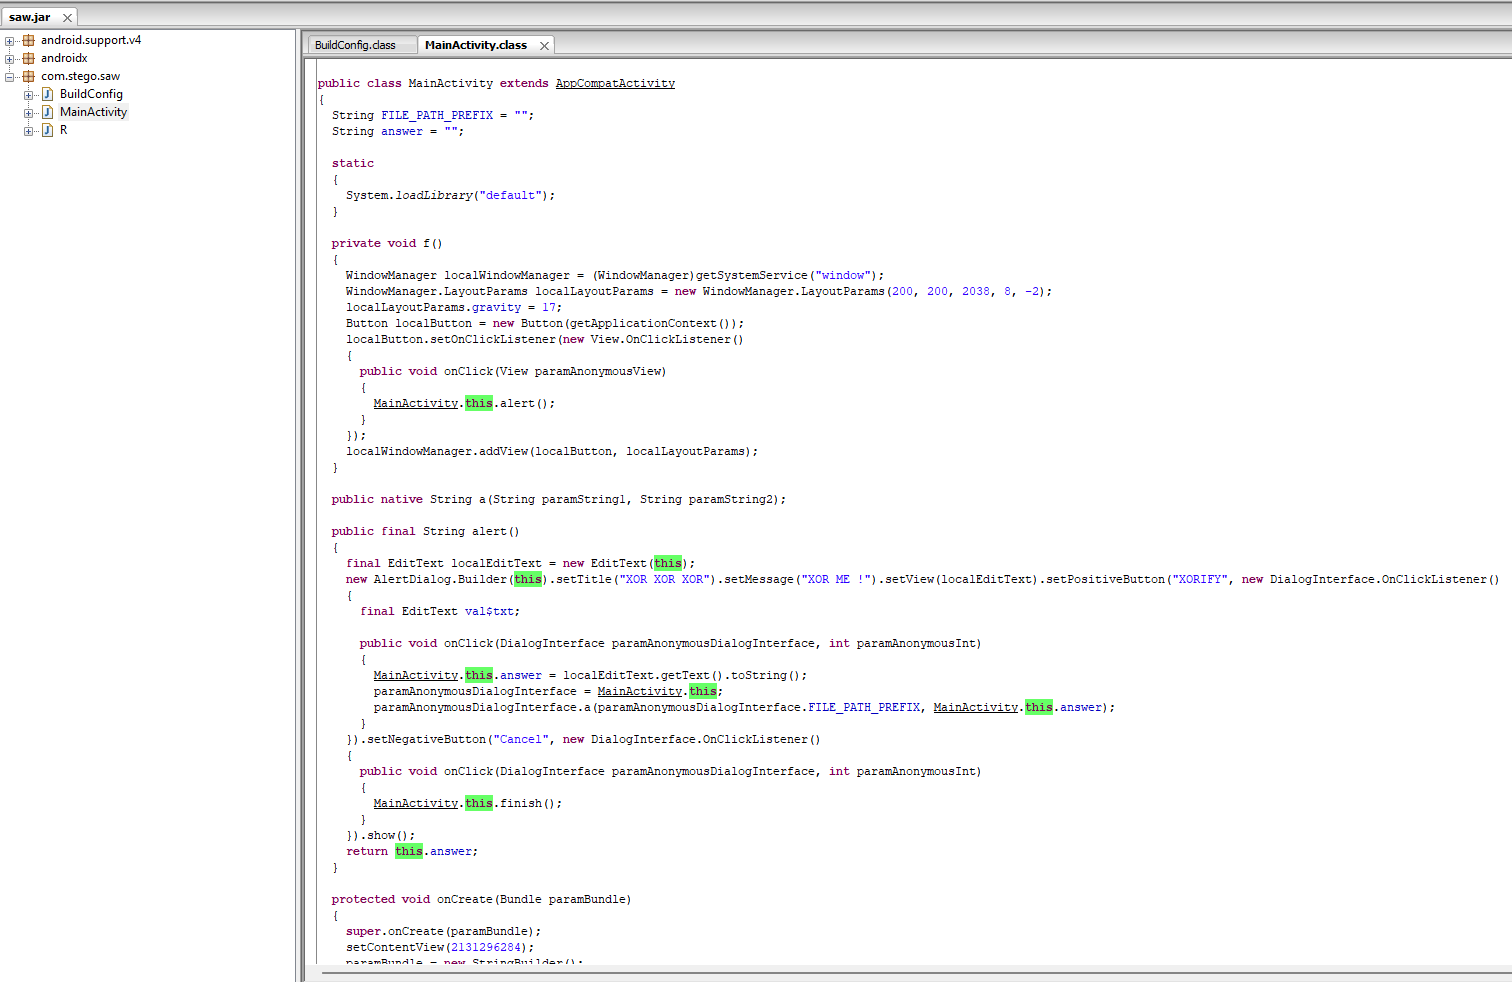 saw.jar
android.support.v4
androidx
com.stego.saw
BuildConfig
MainActivity
R
BuildConfig.class
MainActivity.class
public class MainActivity extends AppCompatActivity
{
String FILE_PATH_PREFIX = "";
String answer = "";
static
{
System.loadLibrary("default");
}
private void f()
{
WindowManager localWindowManager = (WindowManager)getSystemService("window");
WindowManager.LayoutParams localLayoutParams = new WindowManager.LayoutParams(200, 200, 2038, 8, -2);
localLayoutParams.gravity = 17;
Button localButton = new Button(getApplicationContext());
localButton.setOnClickListener(new View.OnClickListener()
{
public void onClick(View paramAnonymousView)
{
MainActivity.this.alert();
}
});
localWindowManager.addView(localButton, localLayoutParams);
}
public native String a(String paramString1, String paramString2);
public final String alert()
{
final EditText localEditText = new EditText(this);
new AlertDialog.Builder(this).setTitle("XOR XOR XOR").setMessage("XOR ME !").setView(localEditText).setPositiveButton("XORIFY", new DialogInterface.OnClickListener()
{
final EditText val$txt;
public void onClick(DialogInterface paramAnonymousDialogInterface, int paramAnonymousInt)
{
MainActivity.this.answer = localEditText.getText().toString();
paramAnonymousDialogInterface = MainActivity.this;
paramAnonymousDialogInterface.a(paramAnonymousDialogInterface.FILE_PATH_PREFIX, MainActivity.this.answer);
}
}).setNegativeButton("Cancel", new DialogInterface.OnClickListener()
{
public void onClick(DialogInterface paramAnonymousDialogInterface, int paramAnonymousInt)
{
MainActivity.this.finish();
}
}).show();
return this.answer;
}
protected void onCreate(Bundle paramBundle)
{
super.onCreate(paramBundle);
setContentView(2131296284);
paramBundle = new StringBuilder();